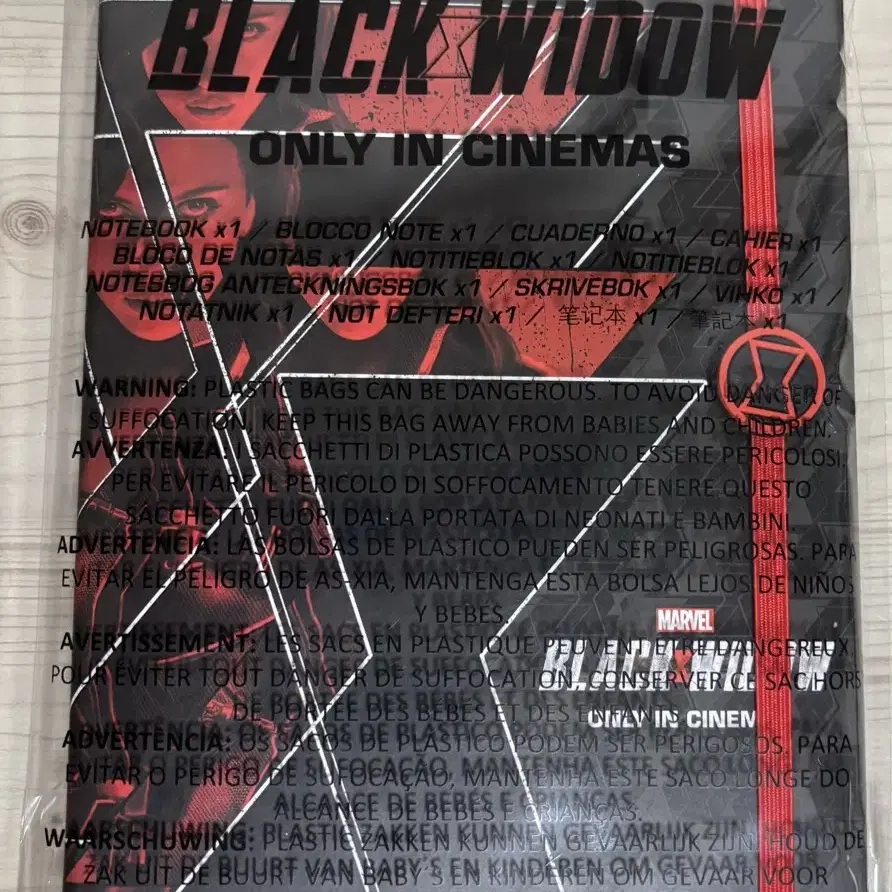 BLACK WIDOW
ONLY IN CINEMAS
NOTEBOOK x1 / BLOCCO NOTE x1 / CUADERNO x1 / CAHIER x1 /
BLOCO DE NOTAS x1 / NOTITIEBLOK x1 / NOTITIEBLOK x1 /
NOTESBOG ANTECKNINGSBOK x1 / SKRIVEBOK x1 / VIHKO x1 /
NOTATNIK x1 / NOT DEFTERI x1 / 笔记本 x1 / 筆記本 x1
WARNING: PLASTIC BAGS CAN BE DANGEROUS. TO AVOID DANGER OF
SUFFOCATION, KEEP THIS BAG AWAY FROM BABIES AND CHILDREN.
AVVERTENZA: I SACCHETTI DI PLASTICA POSSONO ESSERE PERICOLOSI.
PER EVITARE IL PERICOLO DI SOFFOCAMENTO TENERE QUESTO
SACCHETTO FUORI DALLA PORTATA DI NEONATI E BAMBINI.
ADVERTENCIA: LAS BOLSAS DE PLASTICO PUEDEN SER PELIGROSAS. PARA
EVITAR EL PELIGRO DE AS-XIA, MANTENGA ESTA BOLSA LEJOS DE NIÑOS
Y BEBÉS.
MARVEL
BLACK WIDOW
ONLY IN CINEM
AVERTISSEMENT: LES SACS EN PLASTIQUE PEUVENT ETRE DANGEREUX.
POUR ÉVITER TOUT DANGER DE SUFFOCATION, CONSERVER CE SAC HORS
DE PORTÉE DES BÉBÉS ET DES ENFANTS
ADVERTÊNCIA: OS SACOS DE PLÁSTICO PODEM SER PERIGOSOS. PARA
EVITAR O PERIGO DE SUFOCAÇÃO, MANTENHA ESTE SACO LONGE DO
ALCANCE DE BEBÉS E CRIANÇAS.
WAARSCHUWING: PLASTIC ZAKKEN KUNNEN GEVAARLIJK ZIJN. HOUD DE
ZAK UIT DE BUURT VAN BABY'S EN KINDEREN OM GEVAAR VOOR